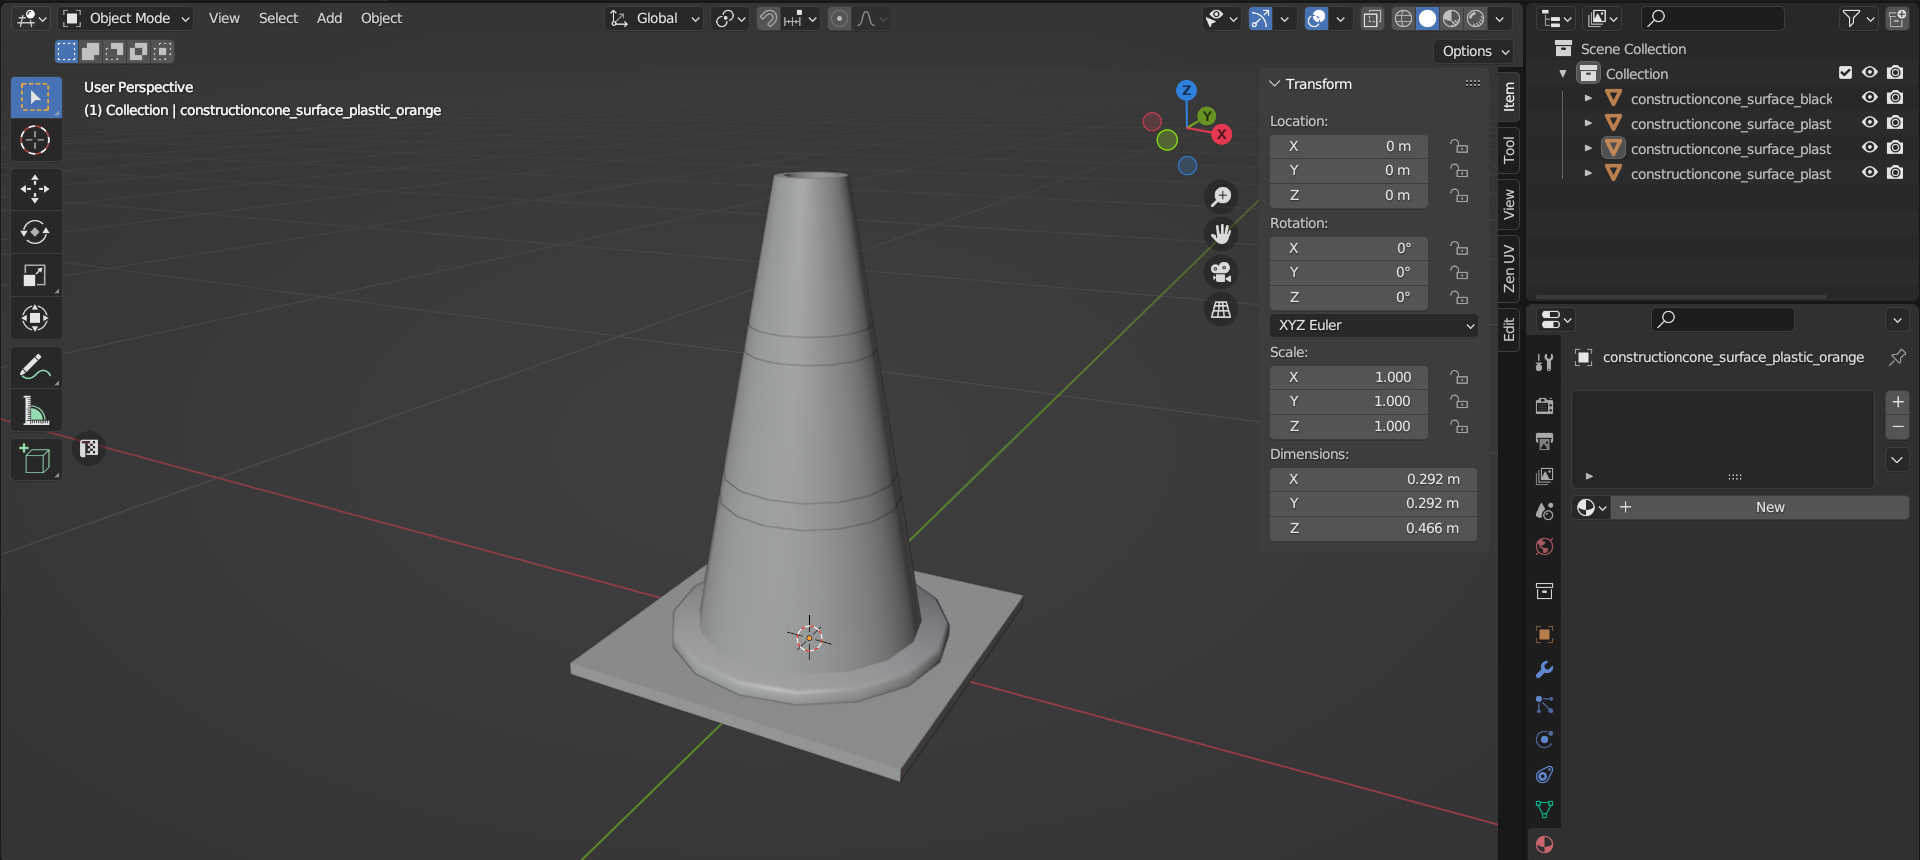 Object Mode View Select Add Object Global
Options
User Perspective
(1) Collection | constructioncone_surface_plastic_orange
Z
Y
X
Transform
Location:
X 0 m
Y 0 m
Z 0 m
Rotation:
X 0°
Y 0°
Z 0°
XYZ Euler
Scale:
X 1.000
Y 1.000
Z 1.000
Dimensions:
X 0.292 m
Y 0.292 m
Z 0.466 m
Item
Tool
View
Zen UV
Edit
Scene Collection
Collection
constructioncone_surface_black
constructioncone_surface_plast
constructioncone_surface_plast
constructioncone_surface_plast
constructioncone_surface_plastic_orange
New